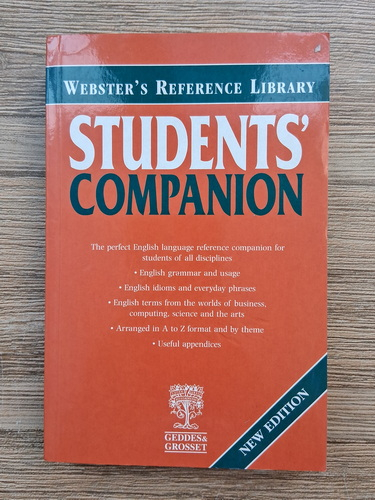 WEBSTER'S REFERENCE LIBRARY
STUDENTS'
COMPANION
The perfect English language reference companion for
students of all disciplines
• English grammar and usage
• English idioms and everyday phrases
• English terms from the worlds of business,
computing, science and the arts
• Arranged in A to Z format and by theme
• Useful appendices
GEDDES&
GROSSET
NEW EDITION